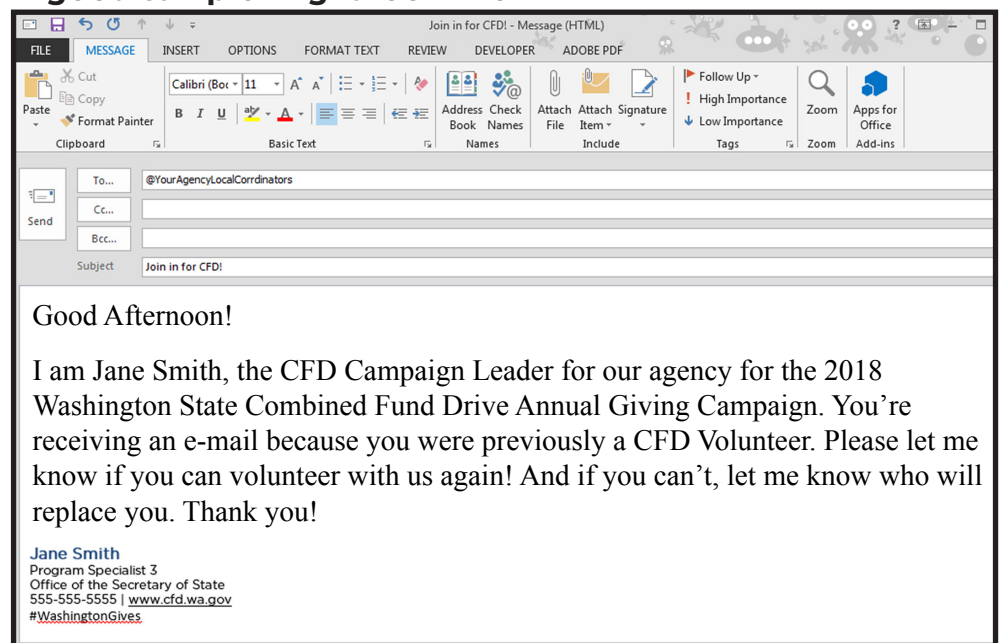 Join in for CFD! - Message (HTML)
?
FILE MESSAGE INSERT OPTIONS FORMAT TEXT REVIEW DEVELOPER ADOBE PDF
Paste
Cut
Copy
Format Painter
Clipboard
Calibri (Boc 11 A A
B I U aby A
Basic Text
Address Book
Check Names
Names
Attach File
Attach Item
Signature
Include
Follow Up
High Importance
Low Importance
Tags
Zoom
Zoom
Apps for Office
Add-ins
Send
To... @YourAgencyLocalCorrdinators
Cc...
Bcc...
Subject Join in for CFD!
Good Afternoon!
I am Jane Smith, the CFD Campaign Leader for our agency for the 2018
Washington State Combined Fund Drive Annual Giving Campaign. You’re
receiving an e-mail because you were previously a CFD Volunteer. Please let me
know if you can volunteer with us again! And if you can’t, let me know who will
replace you. Thank you!
Jane Smith
Program Specialist 3
Office of the Secretary of State
555-555-5555 | www.cfd.wa.gov
#WashingtonGives